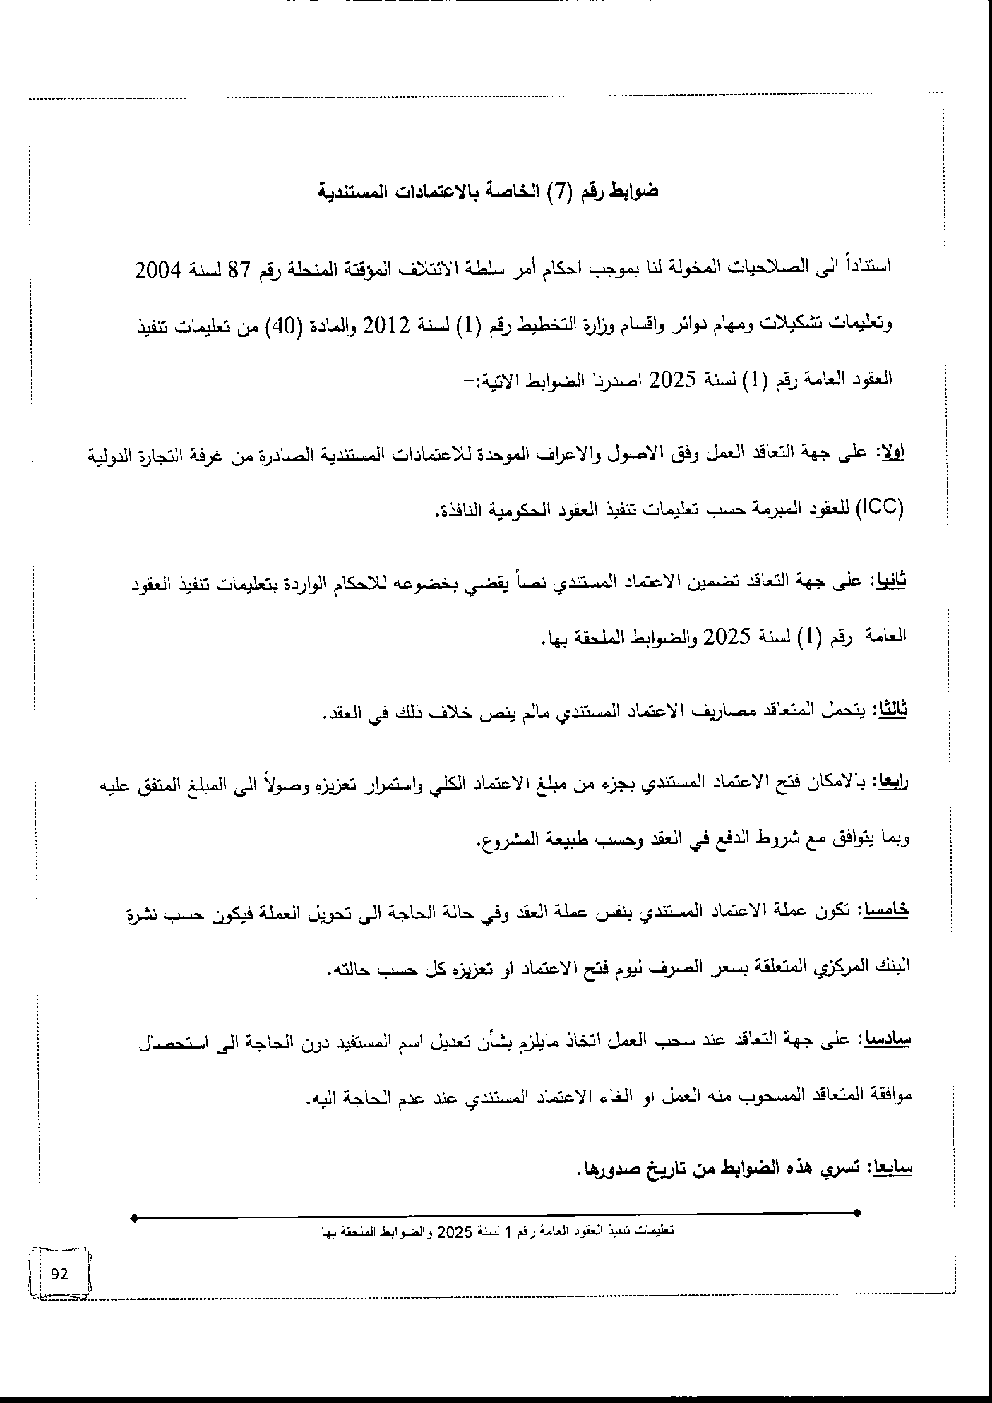 ضوابط رقم (7) الخاصة بالاعتمادات المستندية
استناداً الى الصلاحيات المخولة لنا بموجب احكام أمر سلطة الائتلاف المؤقتة المنحلة رقم 87 لسنة 2004
وتعليمات تشكيلات ومهام دوائر واقسام وزارة التخطيط رقم (1) لسنة 2012 والمادة (40) من تعليمات تنفيذ
العقود العامة رقم (1) لسنة 2025 اصدرنا الضوابط الاتية:-
اولا: على جهة التعاقد العمل وفق الاصول والاعراف الموحدة للاعتمادات المستندية الصادرة من غرفة التجارة الدولية
(ICC) للعقود المبرمة حسب تعليمات تنفيذ العقود الحكومية النافذة.
ثانيا: على جهة التعاقد تضمين الاعتماد المستندي نصاً يقضي بخضوعه للاحكام الواردة بتعليمات تنفيذ العقود
العامة رقم (1) لسنة 2025 والضوابط الملحقة بها.
ثالثا: يتحمل المتعاقد مصاريف الاعتماد المستندي مالم ينص خلاف ذلك في العقد.
رابعا: بالامكان فتح الاعتماد المستندي بجزء من مبلغ الاعتماد الكلي واستمرار تعزيزه وصولاً الى المبلغ المتفق عليه
وبما يتوافق مع شروط الدفع في العقد وحسب طبيعة المشروع.
خامسا: تكون عملة الاعتماد المستندي بنفس عملة العقد وفي حالة الحاجة الى تحويل العملة فيكون حسب نشرة
البنك المركزي المتعلقة بسعر الصرف ليوم فتح الاعتماد او تعزيزه كل حسب حالته.
سادسا: على جهة التعاقد عند سحب العمل اتخاذ مايلزم بشأن تعديل اسم المستفيد دون الحاجة الى استحصال
موافقة المتعاقد المسحوب منه العمل او الغاء الاعتماد المستندي عند عدم الحاجة اليه.
سابعا: تسري هذه الضوابط من تاريخ صدورها.
تعليمات تنفيذ العقود العامة رقم 1 لسنة 2025 والضوابط الملحقة بها
92